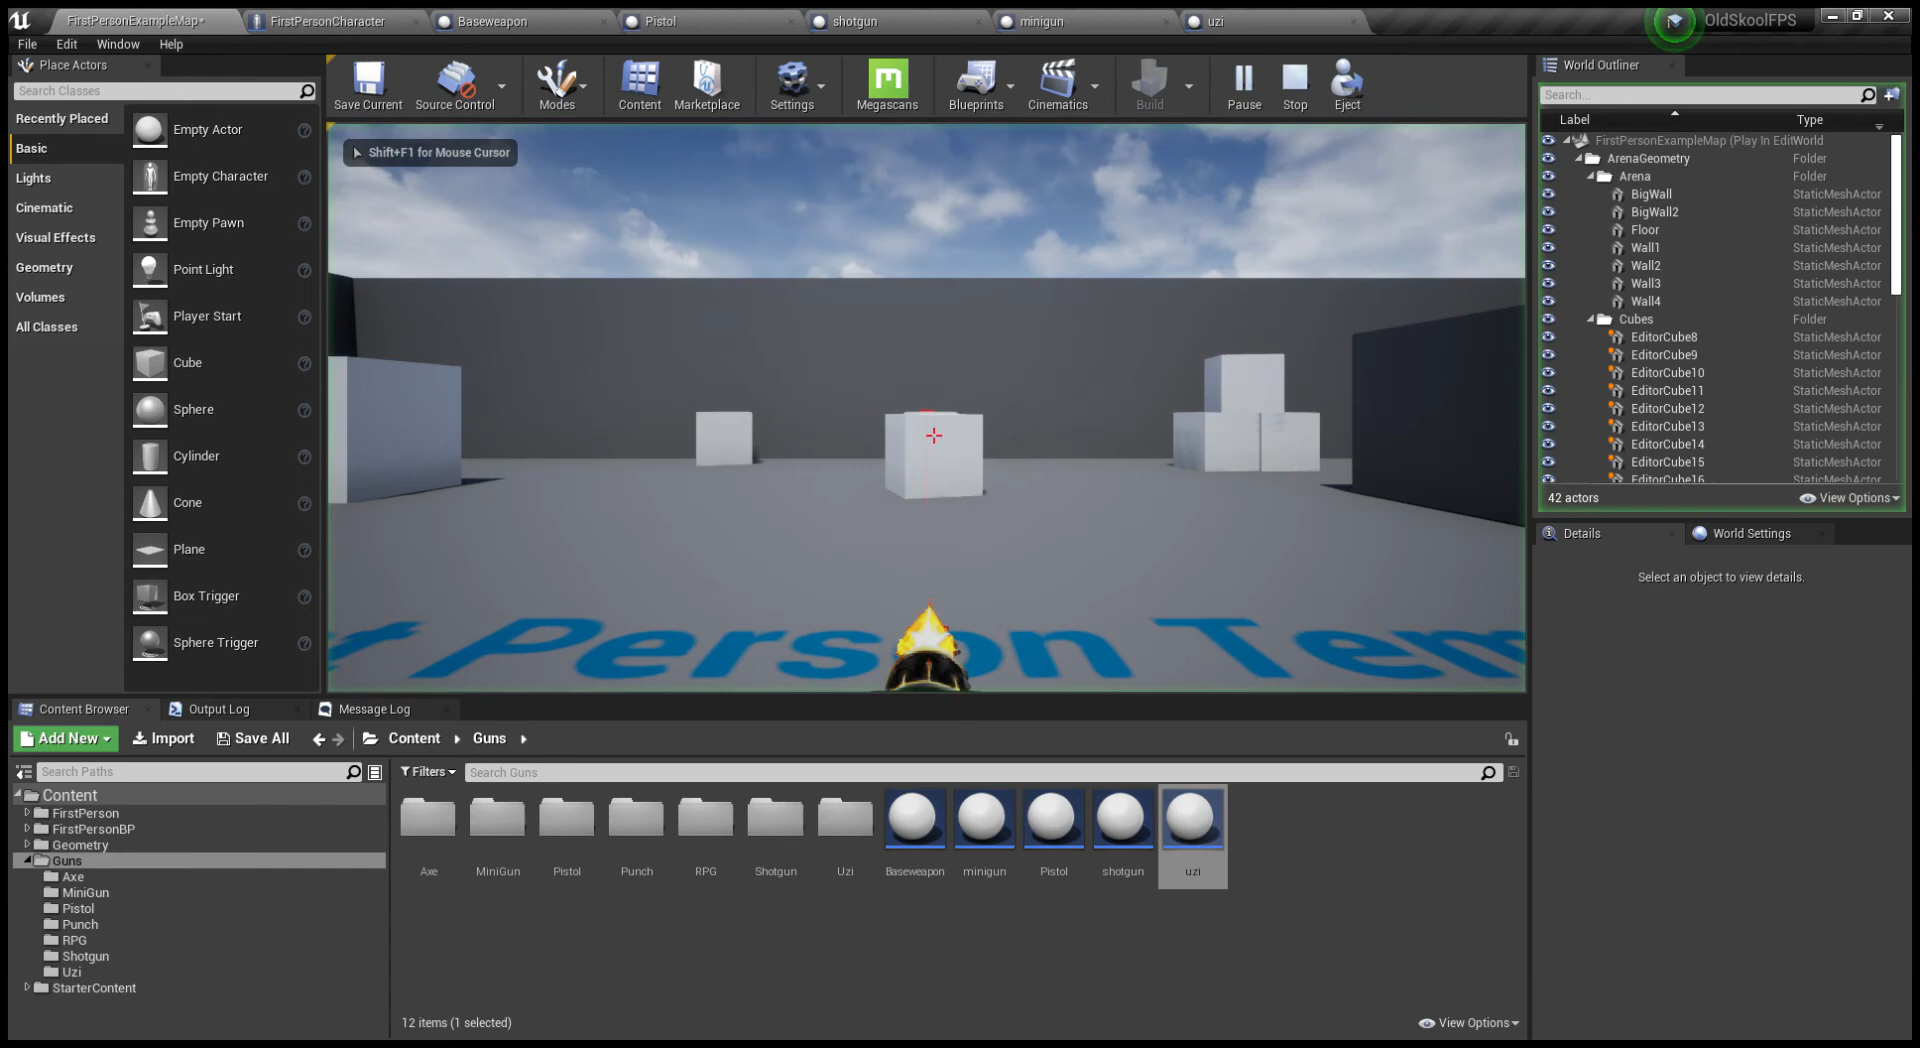 FirstPersonExampleMap*
FirstPersonCharacter
Baseweapon
Pistol
shotgun
minigun
uzi
OldSkoolFPS
File Edit Window Help
Place Actors
Search Classes
Recently Placed
Basic
Lights
Cinematic
Visual Effects
Geometry
Volumes
All Classes
Empty Actor
Empty Character
Empty Pawn
Point Light
Player Start
Cube
Sphere
Cylinder
Cone
Plane
Box Trigger
Sphere Trigger
Save Current
Source Control
Modes
Content
Marketplace
Settings
Megascans
Blueprints
Cinematics
Build
Pause
Stop
Eject
Shift+F1 for Mouse Cursor
Person Tem
World Outliner
Search...
Label Type
FirstPersonExampleMap (Play In Edit World
ArenaGeometry Folder
Arena Folder
BigWall StaticMeshActor
BigWall2 StaticMeshActor
Floor StaticMeshActor
Wall1 StaticMeshActor
Wall2 StaticMeshActor
Wall3 StaticMeshActor
Wall4 StaticMeshActor
Cubes Folder
EditorCube8 StaticMeshActor
EditorCube9 StaticMeshActor
EditorCube10 StaticMeshActor
EditorCube11 StaticMeshActor
EditorCube12 StaticMeshActor
EditorCube13 StaticMeshActor
EditorCube14 StaticMeshActor
EditorCube15 StaticMeshActor
EditorCube16 StaticMeshActor
42 actors View Options
Details World Settings
Select an object to view details.
Content Browser Output Log Message Log
Add New Import Save All Content Guns
Search Paths
Filters Search Guns
Content
FirstPerson
FirstPersonBP
Geometry
Guns
Axe
MiniGun
Pistol
Punch
RPG
Shotgun
Uzi
StarterContent
Axe MiniGun Pistol Punch RPG Shotgun Uzi Baseweapon minigun Pistol shotgun uzi
12 items (1 selected) View Options